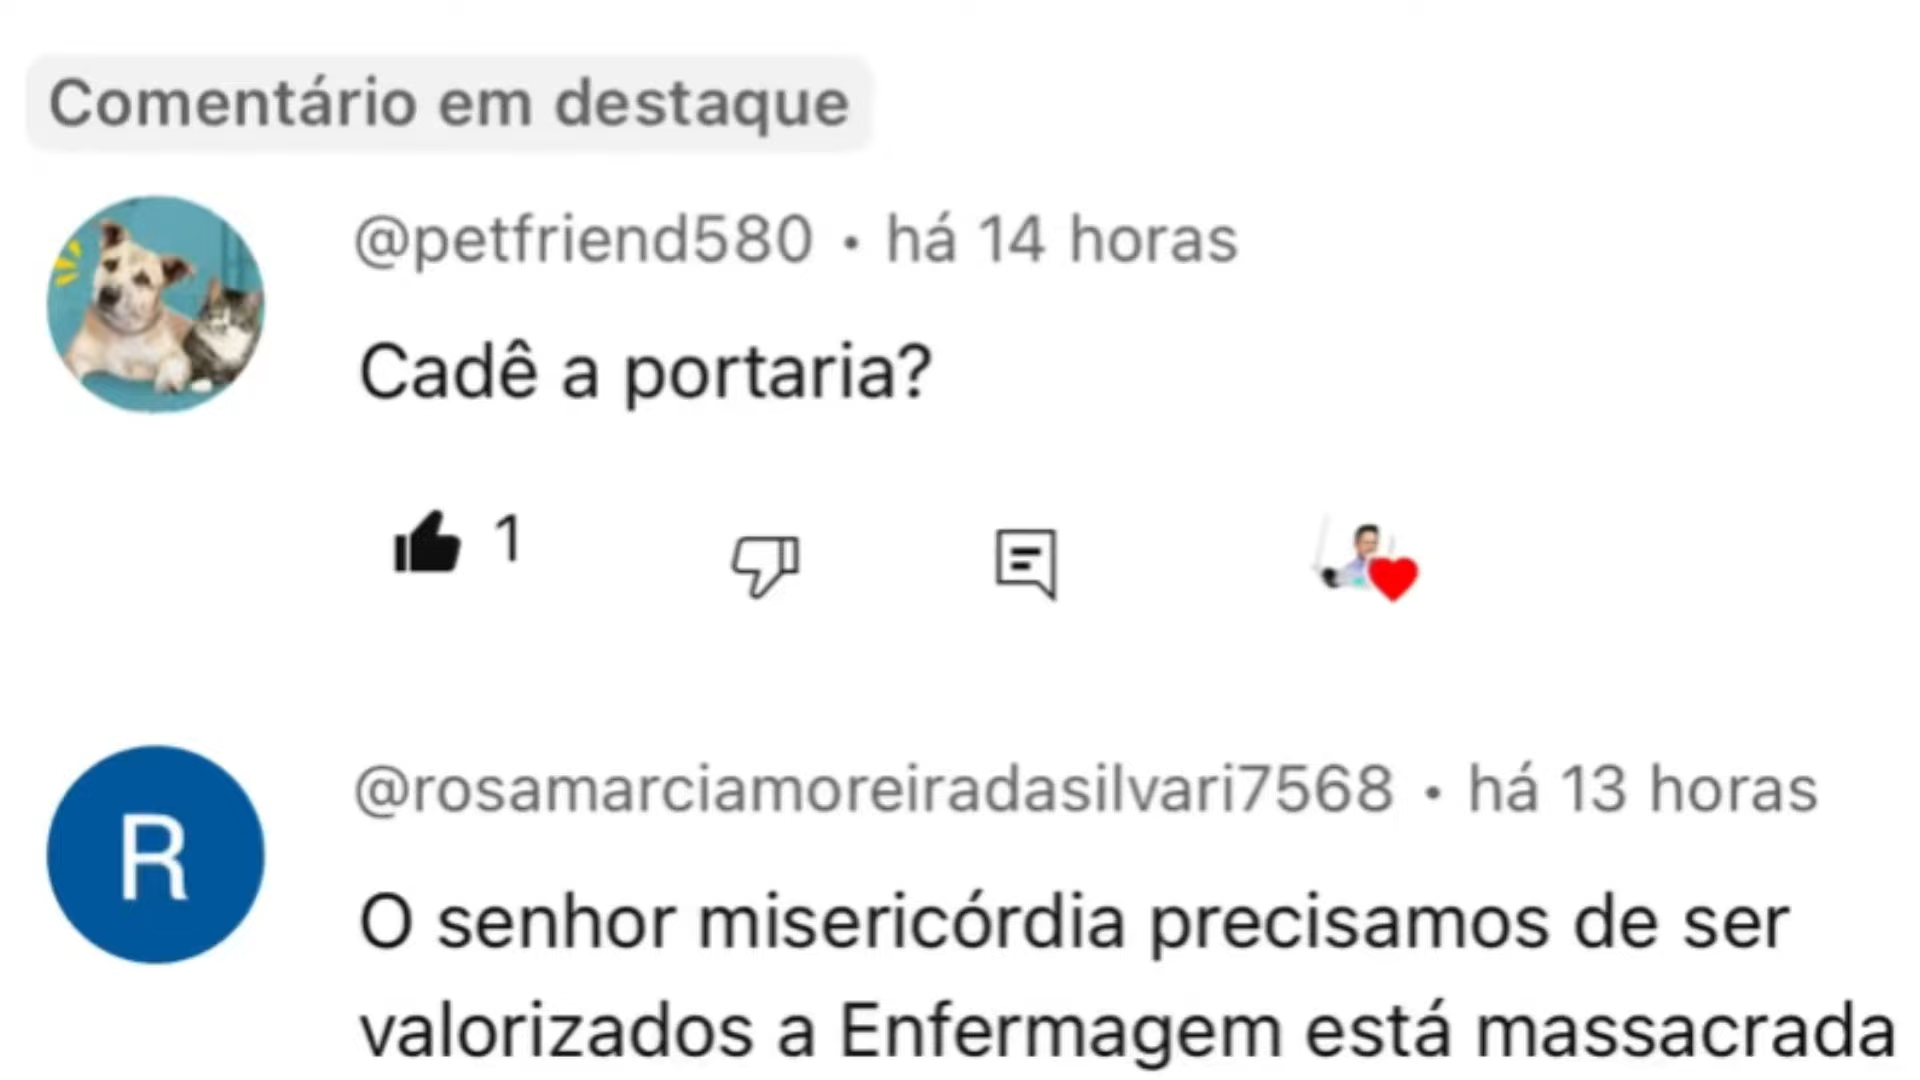 Comentário em destaque
@petfriend580 • há 14 horas
Cadê a portaria?
1
R
@rosamarciamoreiradasilvari7568 • há 13 horas
O senhor misericórdia precisamos de ser
valorizados a Enfermagem está massacrada